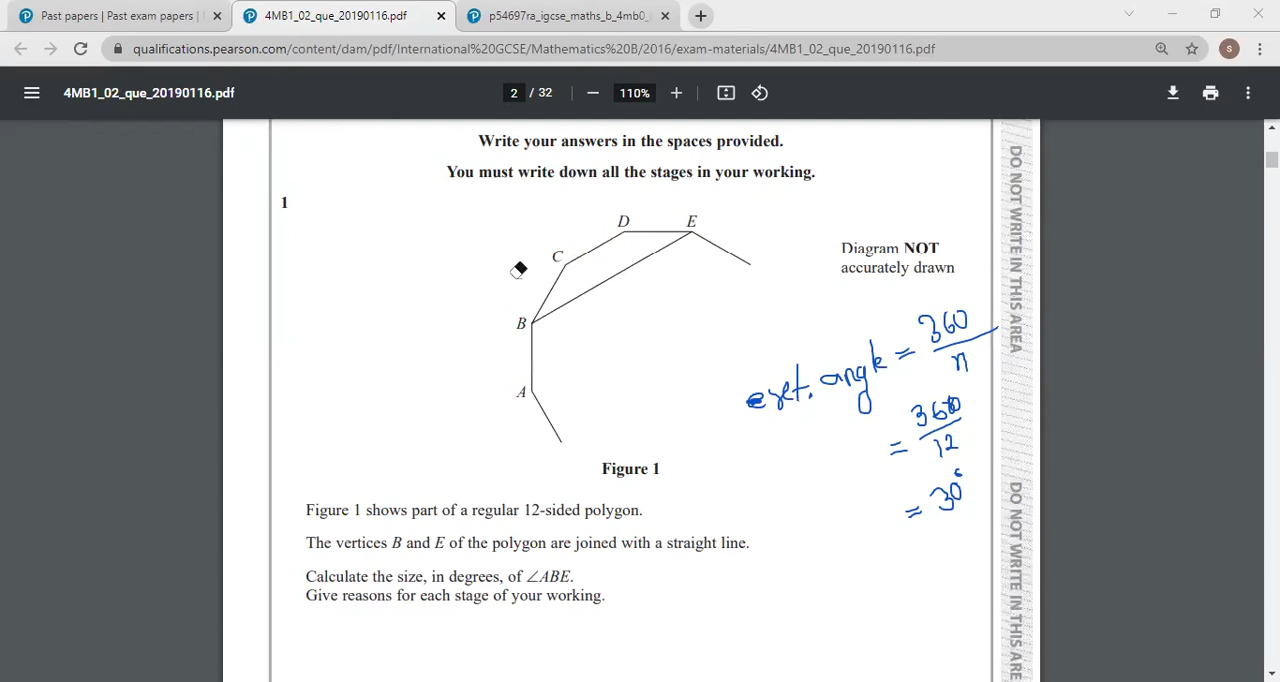 Past papers | Past exam papers |
4MB1_02_que_20190116.pdf
p54697ra_igcse_maths_b_4mb0_
qualifications.pearson.com/content/dam/pdf/International%20GCSE/Mathematics%20B/2016/exam-materials/4MB1_02_que_20190116.pdf
S
4MB1_02_que_20190116.pdf
2 / 32
110%
Write your answers in the spaces provided.
You must write down all the stages in your working.
1
D
E
C
B
A
Diagram NOT
accurately drawn
ext. angle = 360
n
= 360
12
= 30°
Figure 1
Figure 1 shows part of a regular 12-sided polygon.
The vertices B and E of the polygon are joined with a straight line.
Calculate the size, in degrees, of ∠ABE.
Give reasons for each stage of your working.
DO NOT WRITE IN THIS AREA
DO NOT WRITE IN THIS ARE